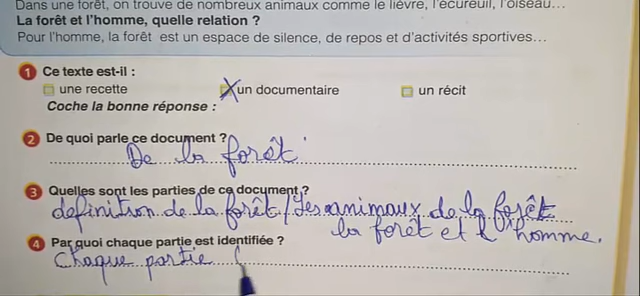 Dans une forêt, on trouve de nombreux animaux comme le lièvre, l'écureuil, l'oiseau...
La forêt et l'homme, quelle relation ?
Pour l'homme, la forêt est un espace de silence, de repos et d'activités sportives...
1 Ce texte est-il :
une recette un documentaire un récit
Coche la bonne réponse :
2 De quoi parle ce document ?
De la forêt
3 Quelles sont les parties de ce document ?
définition de la forêt / Les animaux de la forêt
la forêt et l'homme.
4 Par quoi chaque partie est identifiée ?
Chaque partie